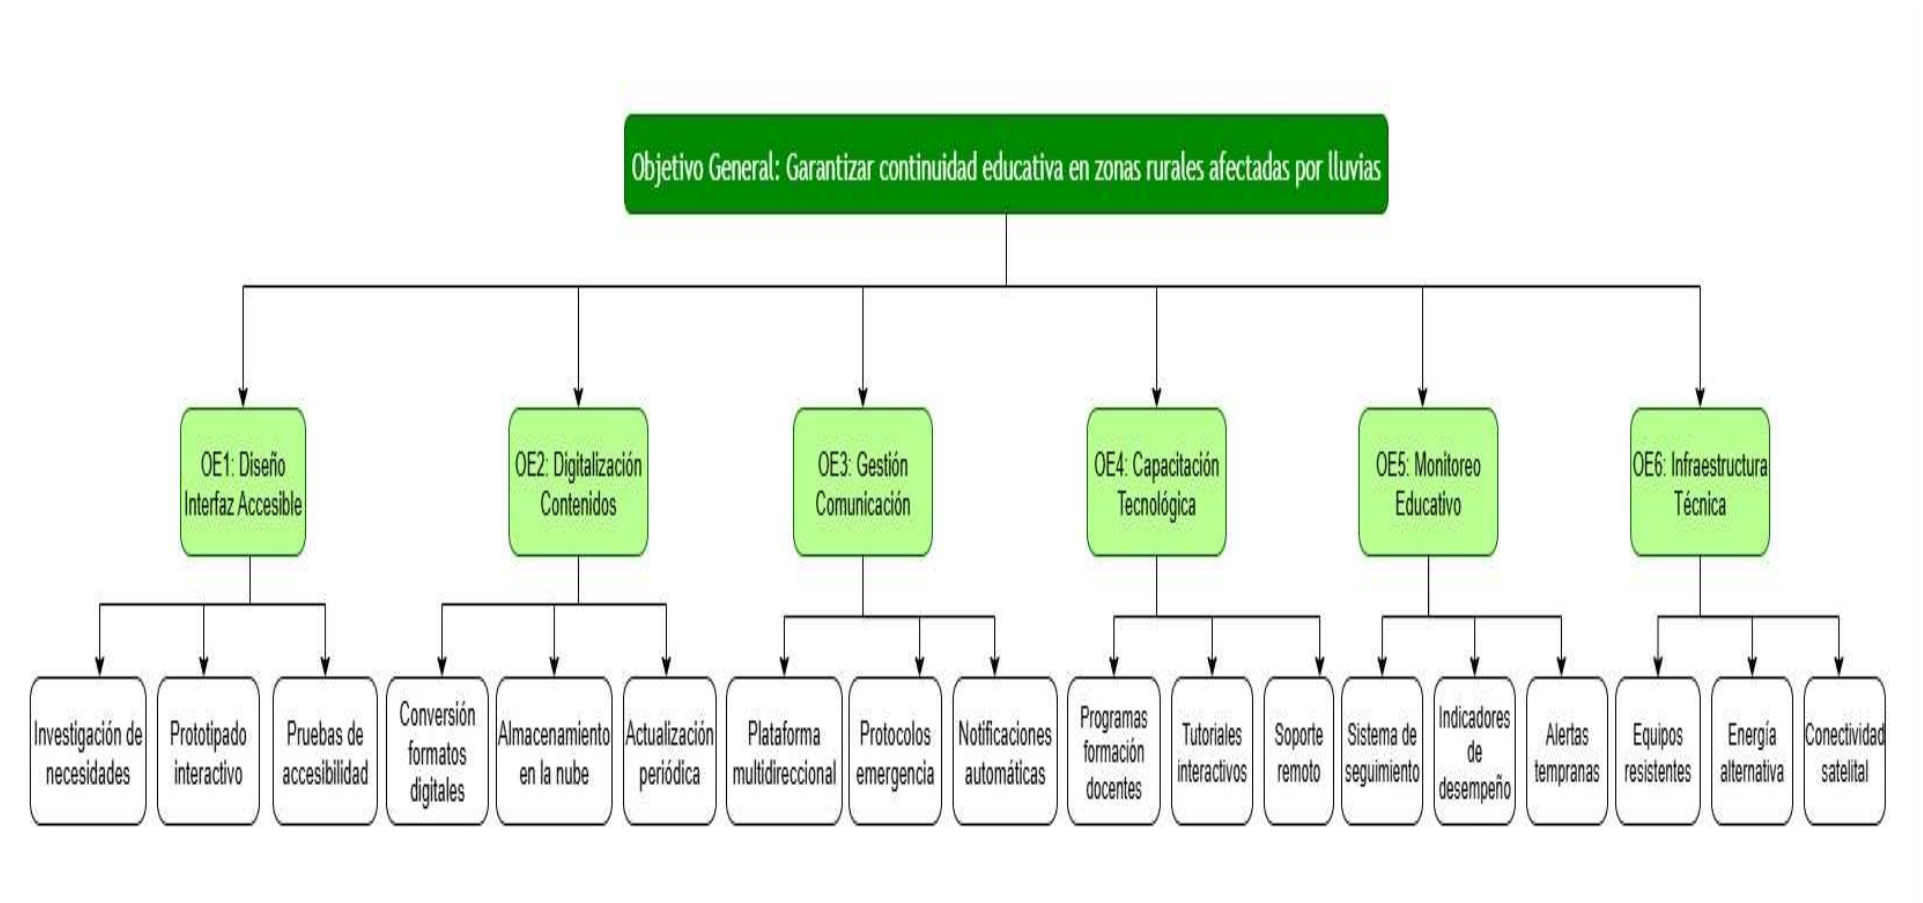 Objetivo General: Garantizar continuidad educativa en zonas rurales afectadas por lluvias
OE1: Diseño
Interfaz Accesible
OE2: Digitalización
Contenidos
OE3: Gestión
Comunicación
OE4: Capacitación
Tecnológica
OE5: Monitoreo
Educativo
OE6: Infraestructura
Técnica
Investigación de
necesidades
Prototipado
interactivo
Pruebas de
accesibilidad
Conversión
formatos
digitales
Almacenamiento
en la nube
Actualización
periódica
Plataforma
multidireccional
Protocolos
emergencia
Notificaciones
automáticas
Programas
formación
docentes
Tutoriales
interactivos
Soporte
remoto
Sistema de
seguimiento
Indicadores
de
desempeño
Alertas
tempranas
Equipos
resistentes
Energía
alternativa
Conectividad
satelital